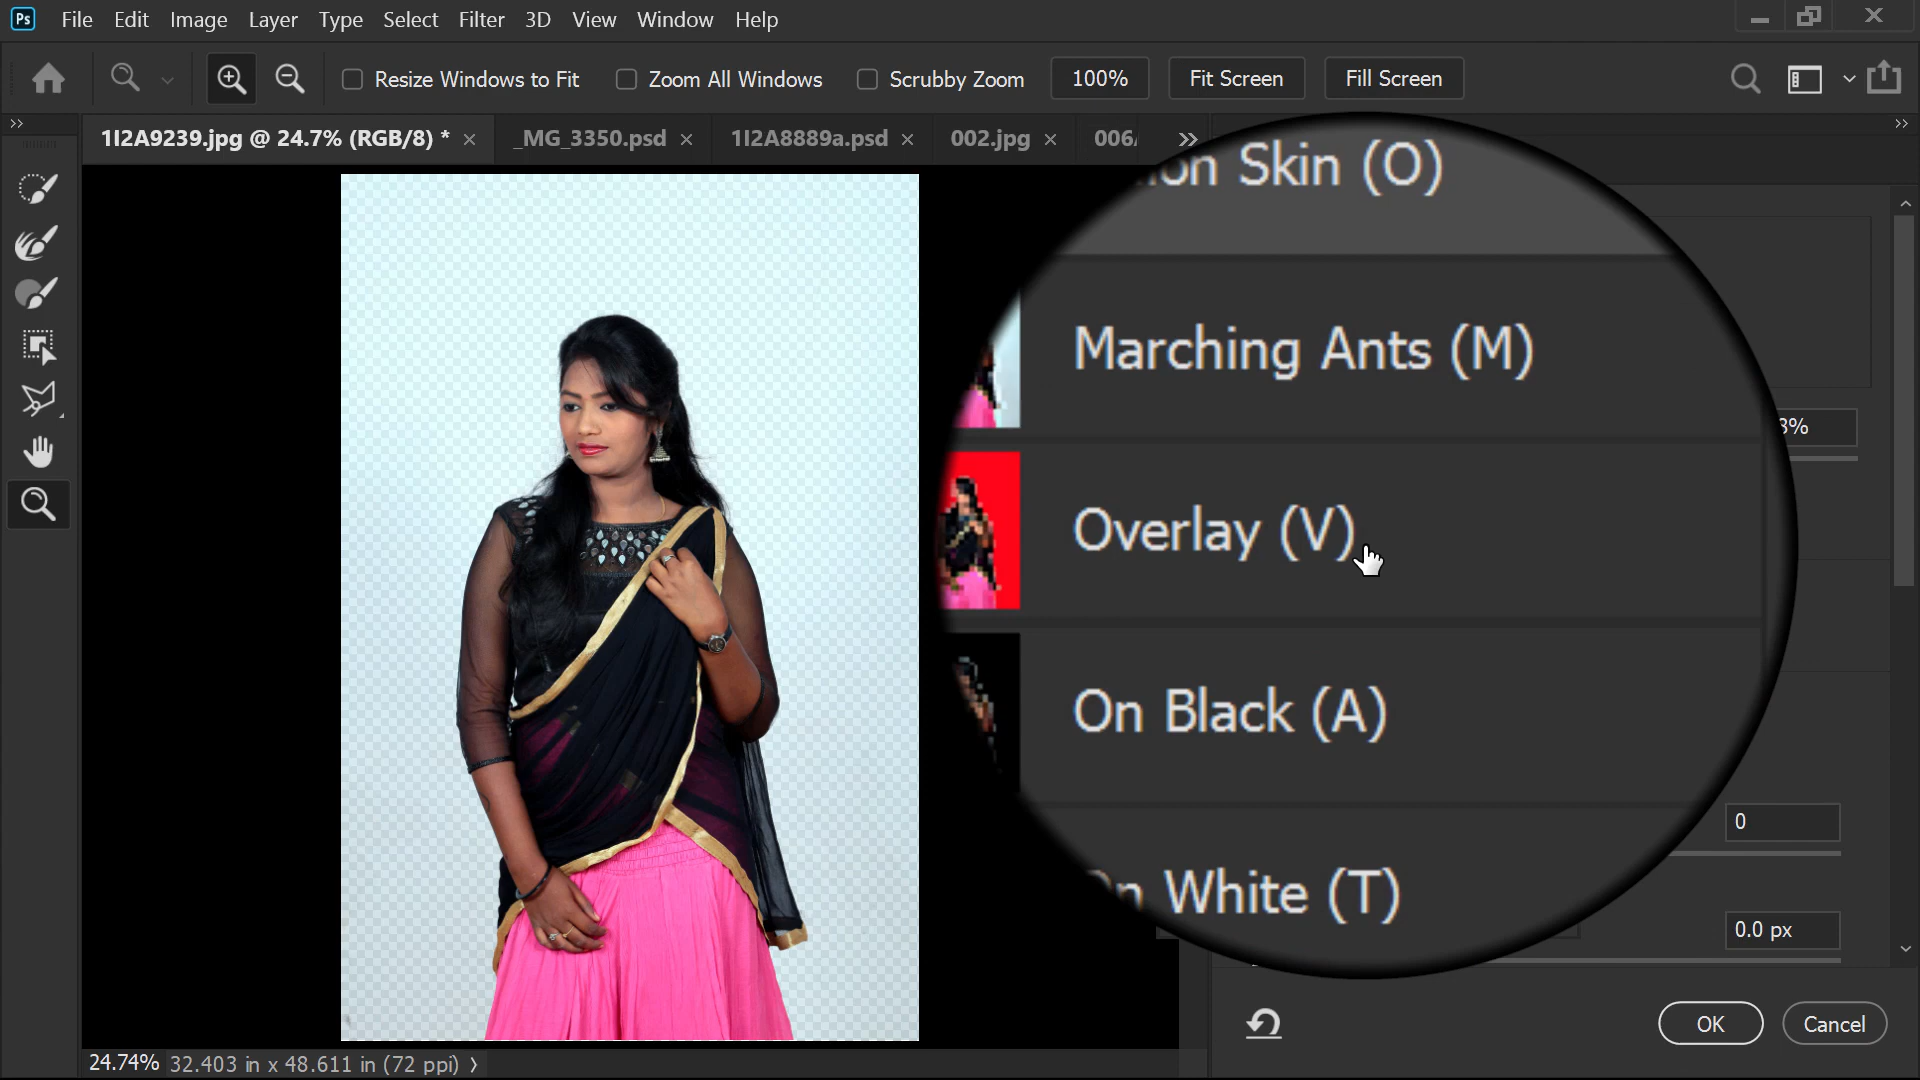 Ps File Edit Image Layer Type Select Filter 3D View Window Help
Resize Windows to Fit Zoom All Windows Scrubby Zoom 100% Fit Screen Fill Screen
1I2A9239.jpg @ 24.7% (RGB/8) * × _MG_3350.psd × 1I2A8889a.psd × 002.jpg × 006
Skin (O)
Marching Ants (M)
Overlay (V)
On Black (A)
White (T)
0
0.0 px
OK Cancel
24.74% 32.403 in x 48.611 in (72 ppi)